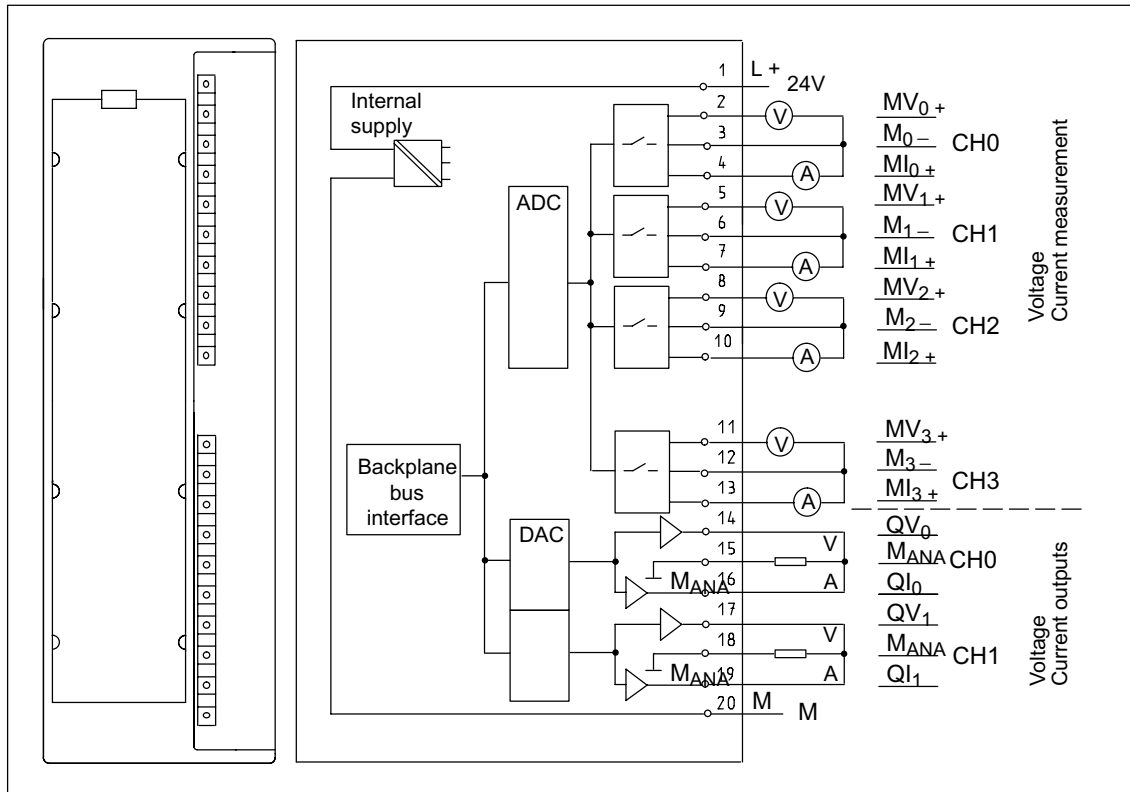 1 L +
24V
Internal
supply
2 V MV0 +
3 M0 – CH0
4 A MI0 +
ADC
5 V MV1 +
6 M1 – CH1
7 A MI1 +
8 V MV2 +
9 M2 – CH2
10 A MI2 +
Voltage
Current measurement
11 V MV3 +
12 M3 –
13 A MI3 + CH3
Backplane
bus
interface
DAC
14 V QV0
15 MANA CH0
MANA 16 A QI0
17 V QV1
18 MANA CH1
MANA 19 A QI1
Voltage
Current outputs
20 M M